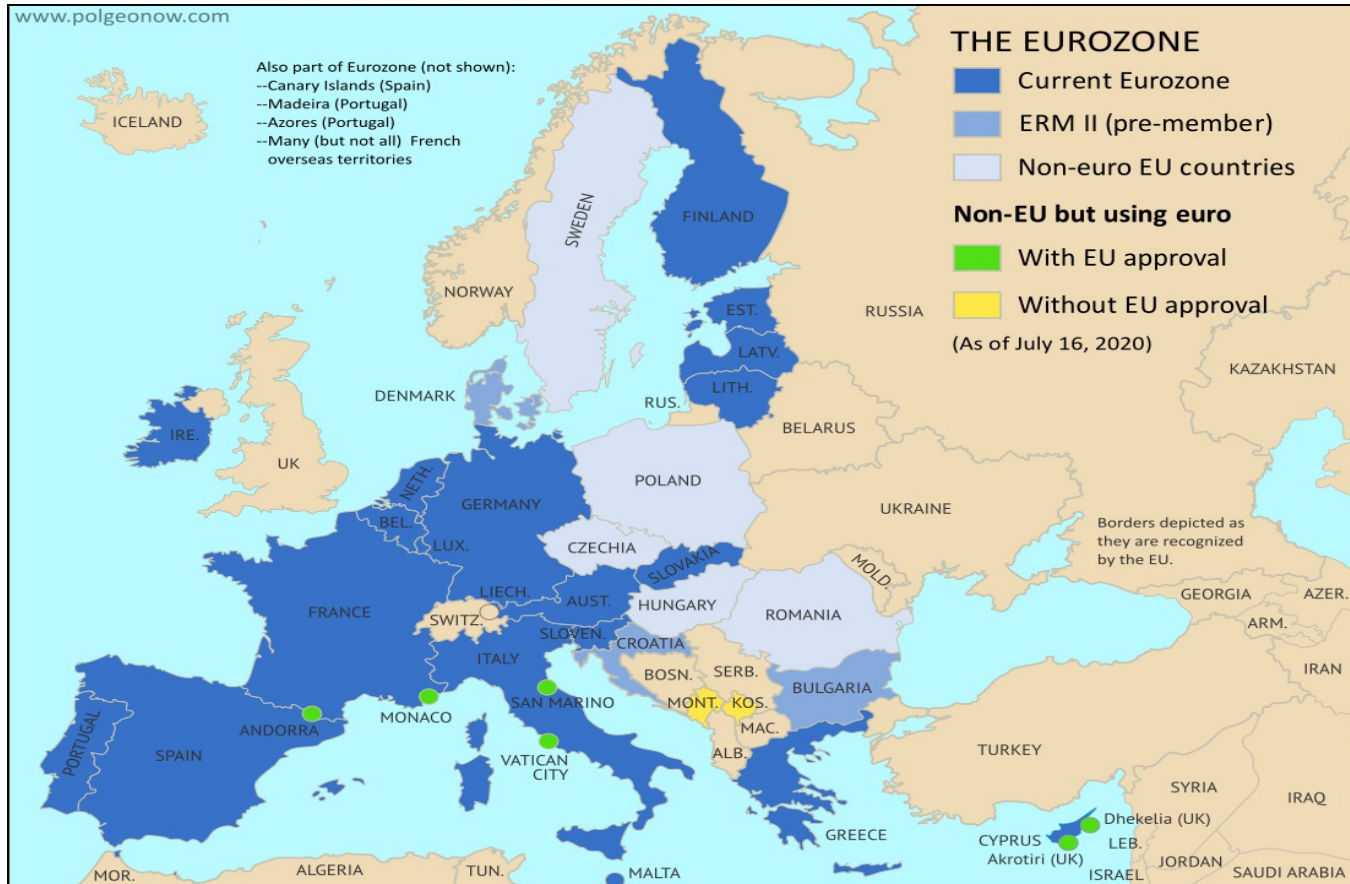 www.polgeonow.com
Also part of Eurozone (not shown):
--Canary Islands (Spain)
--Madeira (Portugal)
--Azores (Portugal)
--Many (but not all) French
overseas territories
THE EUROZONE
Current Eurozone
ERM II (pre-member)
Non-euro EU countries
Non-EU but using euro
With EU approval
Without EU approval
(As of July 16, 2020)
ICELAND
SWEDEN
FINLAND
NORWAY
RUSSIA
EST.
LATV.
LITH.
RUS.
KAZAKHSTAN
DENMARK
BELARUS
IRE.
UK
NETH.
BEL.
LUX.
GERMANY
POLAND
UKRAINE
CZECHIA
SLOVAKIA
MOLD.
Borders depicted as
they are recognized
by the EU.
FRANCE
LIECH.
SWITZ.
AUST.
HUNGARY
ROMANIA
GEORGIA
AZER.
ARM.
IRAN
SLOVEN.
CROATIA
ITALY
BOSN.
SERB.
BULGARIA
SAN MARINO
MONT.
KOS.
MAC.
ALB.
MONACO
ANDORRA
PORTUGAL
SPAIN
VATICAN
CITY
TURKEY
SYRIA
IRAQ
GREECE
CYPRUS
Dhekelia (UK)
Akrotiri (UK)
LEB.
ISRAEL
JORDAN
SAUDI ARABIA
MOR.
ALGERIA
TUN.
MALTA